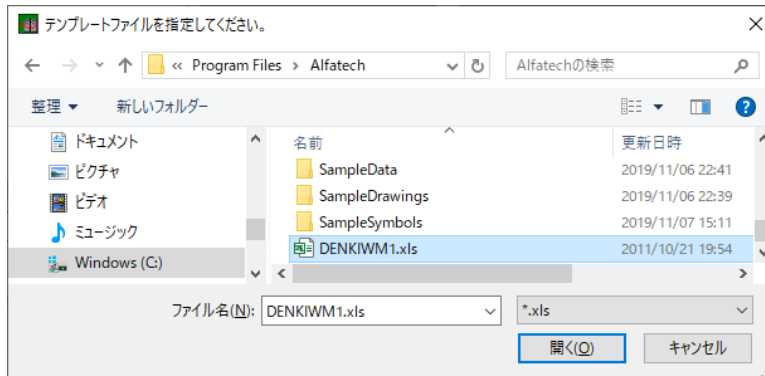 テンプレートファイルを指定してください。
« Program Files › Alfatech
Alfatechの検索
整理 新しいフォルダー
ドキュメント
ピクチャ
ビデオ
ミュージック
Windows (C:)
名前 更新日時
SampleData 2019/11/06 22:41
SampleDrawings 2019/11/06 22:39
SampleSymbols 2019/11/07 15:11
DENKIWM1.xls 2011/10/21 19:54
ファイル名(N): DENKIWM1.xls *.xls
開く(O) キャンセル